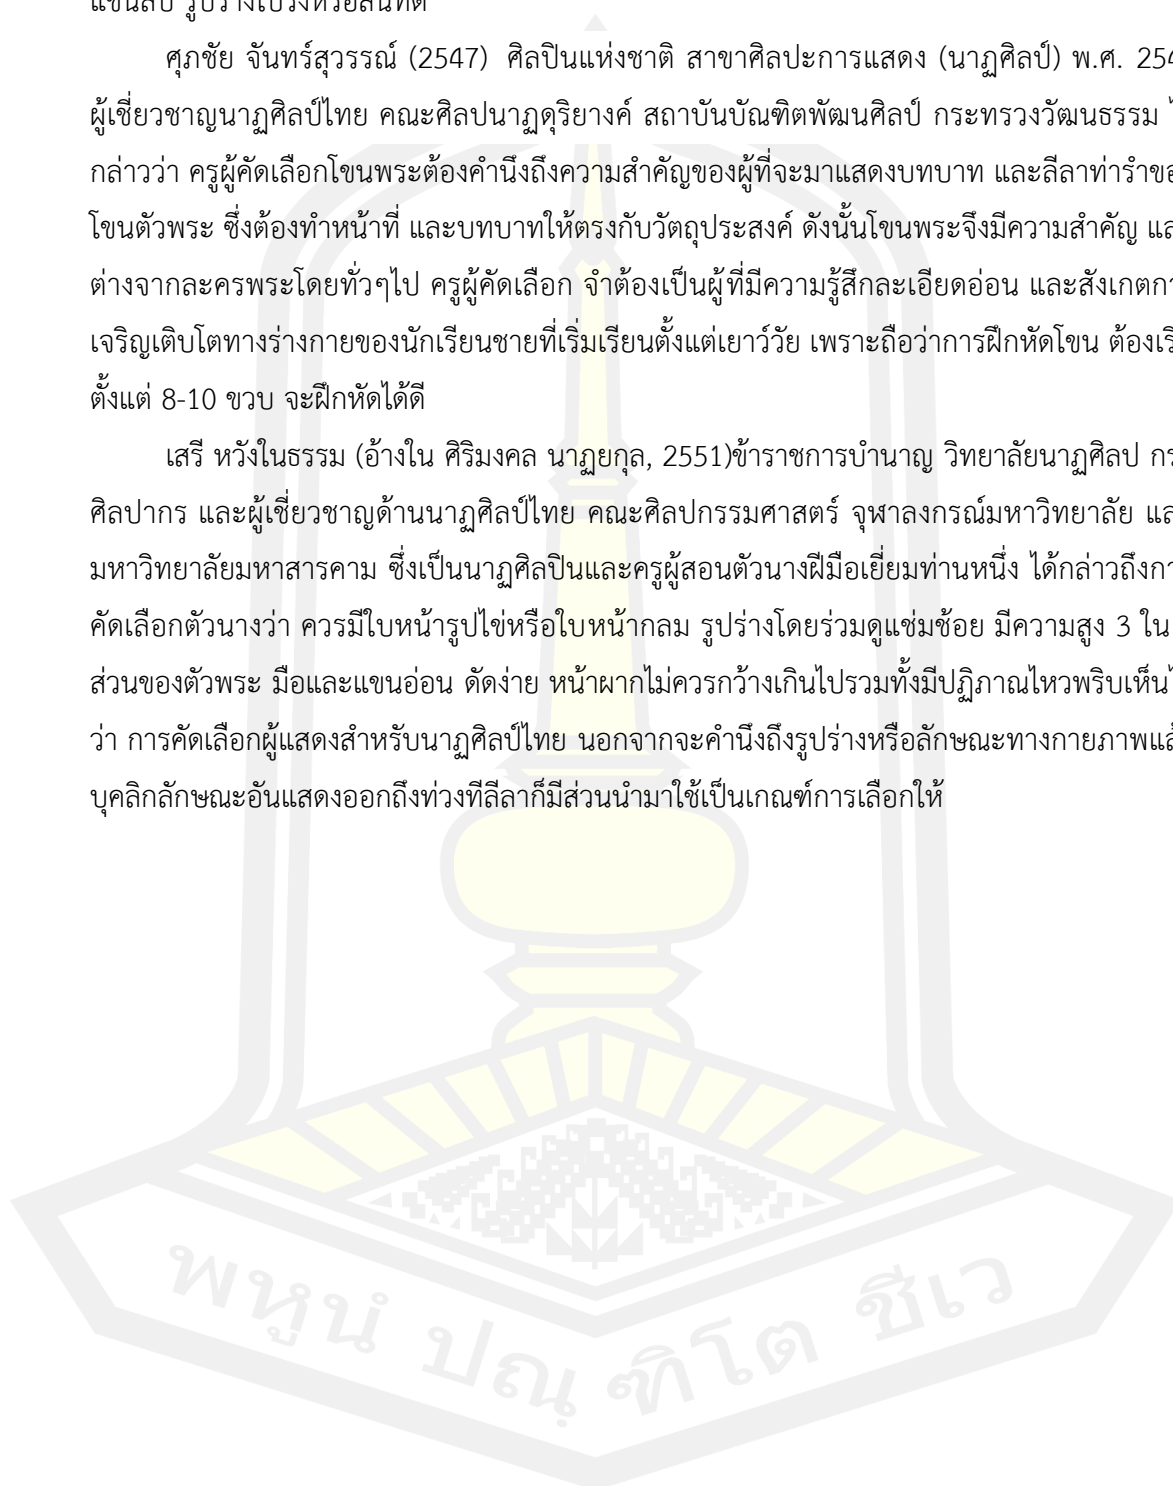 ศุภชัย จันทร์สุวรรณ์ (2547) ศิลปินแห่งชาติ สาขาศิลปะการแสดง (นาฏศิลป์) พ.ศ.
ผู้เชี่ยวชาญนาฏศิลป์ไทย คณะศิลปนาฏดุริยางค์ สถาบันบัณฑิตพัฒนศิลป์ กระทรวงวัฒนธรรม
กล่าวว่า ครูผู้คัดเลือกโขนพระต้องคำนึงถึงความสำคัญของผู้ที่จะมาแสดงบทบาท และลีลาท่ารำ
โขนตัวพระ ซึ่งต้องทำหน้าที่ และบทบาทให้ตรงกับวัตถุประสงค์ ดังนั้นโขนพระจึงมีความสำคัญ
ต่างจากละครพระโดยทั่วๆไป ครูผู้คัดเลือก จำต้องเป็นผู้ที่มีความรู้สึกละเอียดอ่อน และสังเกต
เจริญเติบโตทางร่างกายของนักเรียนชายที่เริ่มเรียนตั้งแต่เยาว์วัย เพราะถือว่าการฝึกหัดโขน ต้อง
ตั้งแต่ 8-10 ขวบ จะฝึกหัดได้ดี
เสรี หวังในธรรม (อ้างใน ศิริมงคล นาฏยกุล, 2551)ข้าราชการบำนาญ วิทยาลัยนาฏศิลป
ศิลปากร และผู้เชี่ยวชาญด้านนาฏศิลป์ไทย คณะศิลปกรรมศาสตร์ จุฬาลงกรณ์มหาวิทยาลัย
มหาวิทยาลัยมหาสารคาม ซึ่งเป็นนาฏศิลปินและครูผู้สอนตัวนางฝีมือเยี่ยมท่านหนึ่ง ได้กล่าวถึง
คัดเลือกตัวนางว่า ควรมีใบหน้ารูปไข่หรือใบหน้ากลม รูปร่างโดยร่วมดูแช่มช้อย มีความสูง 3 ใน
ส่วนของตัวพระ มือและแขนอ่อน ดัดง่าย หน้าผากไม่ควรกว้างเกินไปรวมทั้งมีปฏิภาณไหวพริบเห็น
ว่า การคัดเลือกผู้แสดงสำหรับนาฏศิลป์ไทย นอกจากจะคำนึงถึงรูปร่างหรือลักษณะทางกายภาพ
บุคลิกลักษณะอันแสดงออกถึงท่วงทีลีลาก็มีส่วนนำมาใช้เป็นเกณฑ์การเลือกให้
พหูนํ ปณฺฑิโต ชีเว